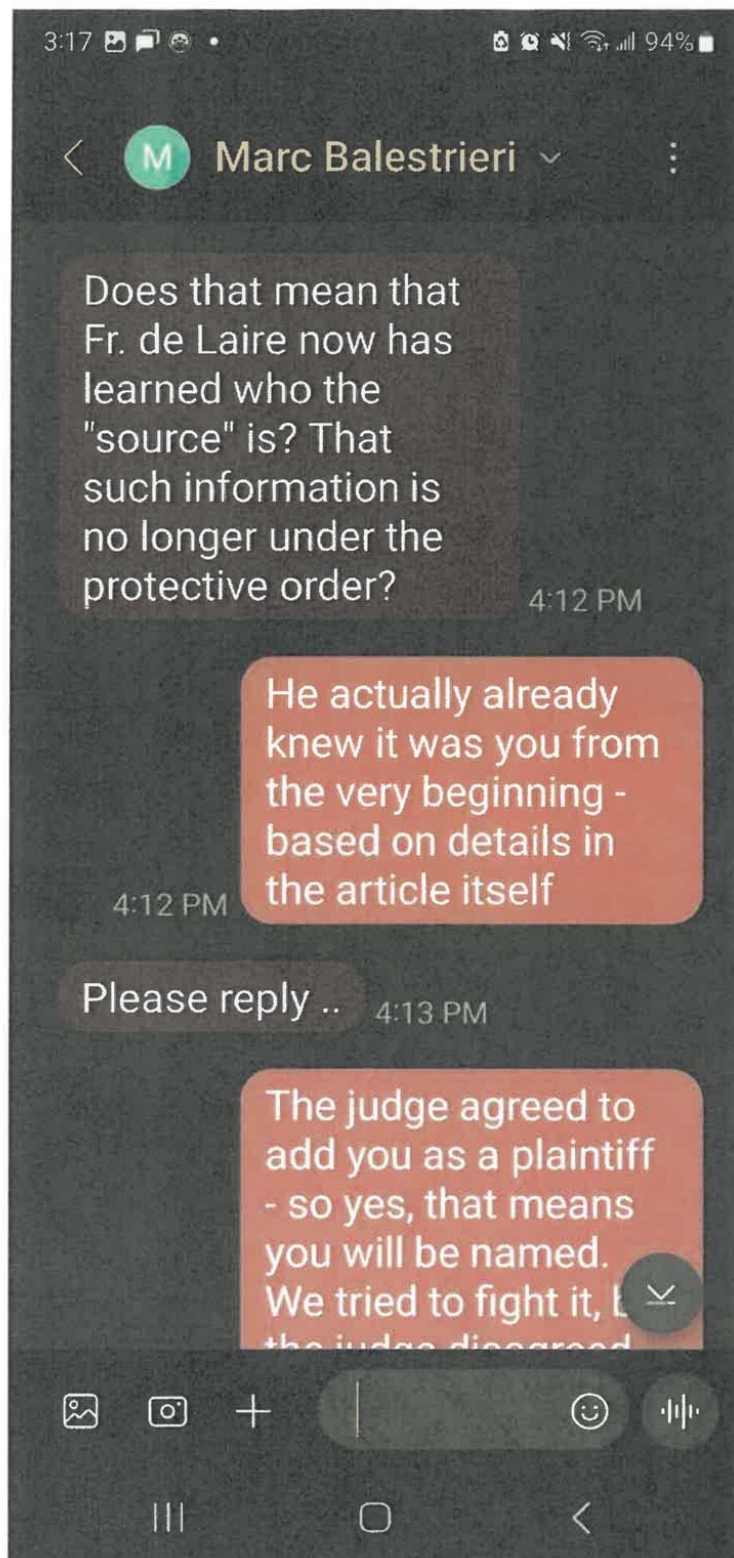 3:17
94%
M Marc Balestrieri
Does that mean that
Fr. de Laire now has
learned who the
"source" is? That
such information is
no longer under the
protective order?
4:12 PM
He actually already
knew it was you from
the very beginning -
based on details in
the article itself
4:12 PM
Please reply ..
4:13 PM
The judge agreed to
add you as a plaintiff
- so yes, that means
you will be named.
We tried to fight it,
the judge disagreed